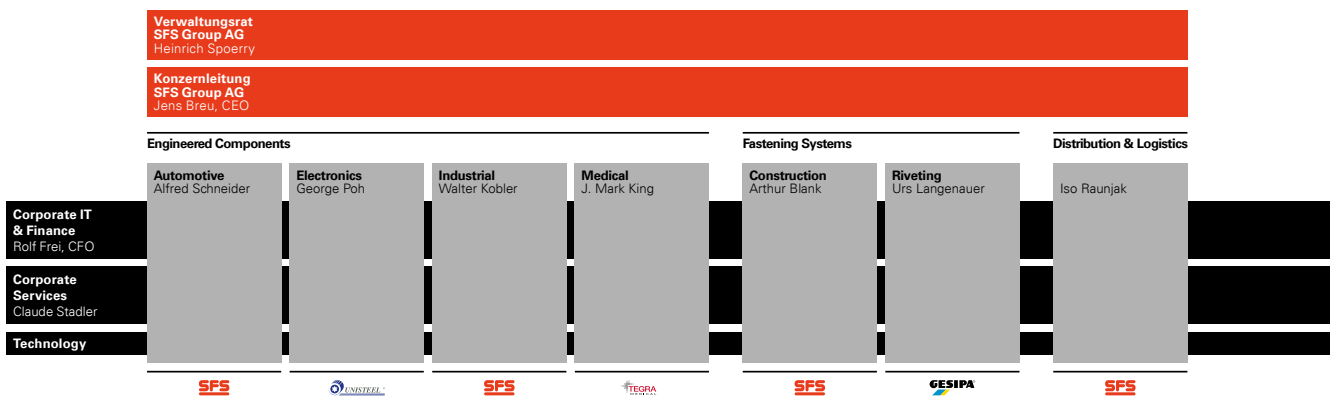 Verwaltungsrat
SFS Group AG
Heinrich Spoerry
Konzernleitung
SFS Group AG
Jens Breu, CEO
Engineered Components
Fastening Systems
Distribution & Logistics
Automotive
Alfred Schneider
Electronics
George Poh
Industrial
Walter Kobler
Medical
J. Mark King
Construction
Arthur Blank
Riveting
Urs Langenauer
Iso Raunjak
Corporate IT
& Finance
Rolf Frei, CFO
Corporate
Services
Claude Stadler
Technology
SFS
UNISTEEL
SFS
TEGRA
MEDICAL
SFS
GESIPA
SFS